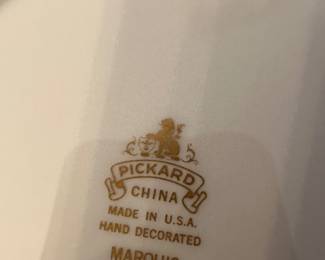 PICKARD
CHINA
MADE IN U.S.A.
HAND DECORATED